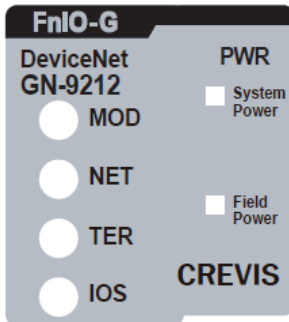 FnIO-G
DeviceNet
GN-9212
MOD
NET
TER
IOS
PWR
System
Power
Field
Power
CREVIS